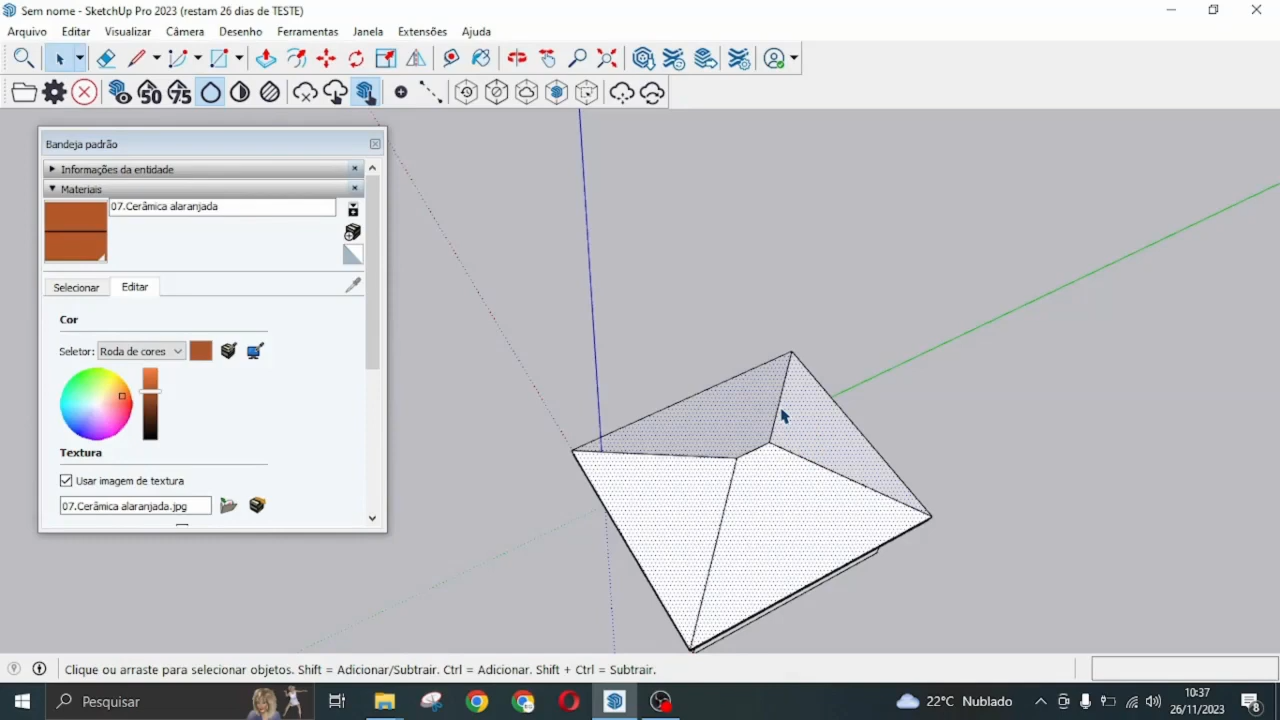 Sem nome - SketchUp Pro 2023 (restam 26 dias de TESTE)
Arquivo Editar Visualizar Câmera Desenho Ferramentas Janela Extensões Ajuda
50 75
Bandeja padrão
Informações da entidade
Materiais
07.Cerâmica alaranjada
Selecionar Editar
Cor
Seletor: Roda de cores
Textura
Usar imagem de textura
07.Cerâmica alaranjada.jpg
Clique ou arraste para selecionar objetos. Shift = Adicionar/Subtrair. Ctrl = Adicionar. Shift + Ctrl = Subtrair.
Pesquisar
22°C Nublado
10:37
26/11/2023
8